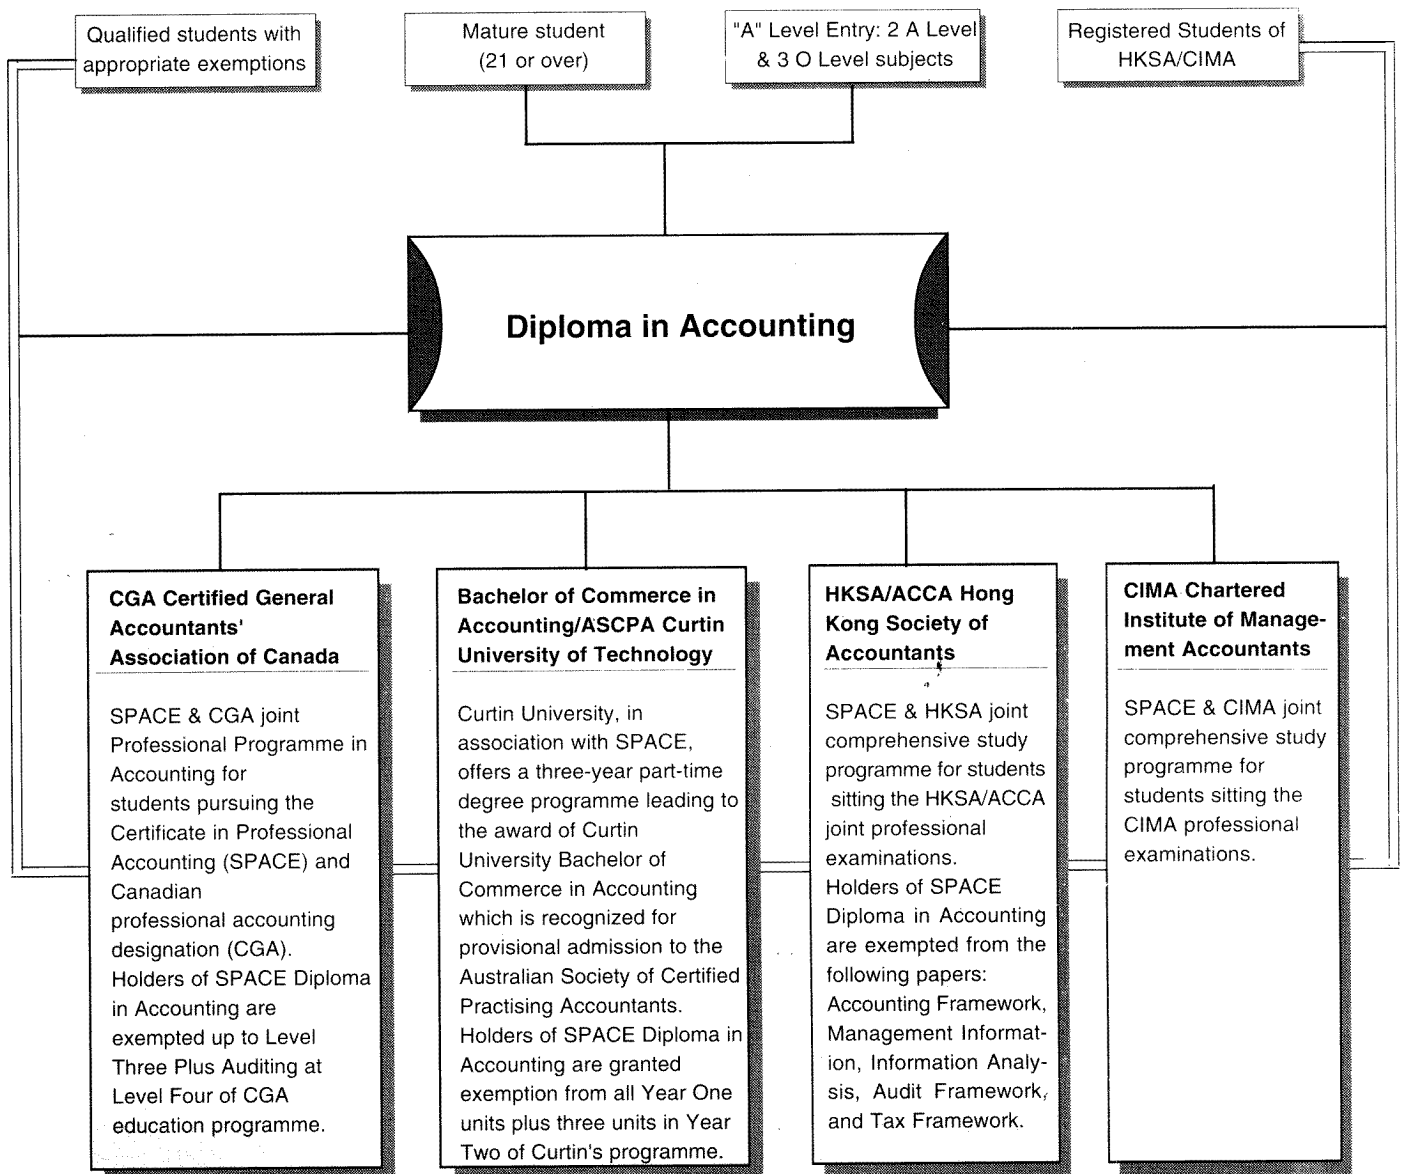 Qualified students with
appropriate exemptions
Mature student
(21 or over)
"A" Level Entry: 2 A Level
& 3 O Level subjects
Registered Students of
HKSA/CIMA
Diploma in Accounting
CGA Certified General
Accountants'
Association of Canada
SPACE & CGA joint
Professional Programme in
Accounting for
students pursuing the
Certificate in Professional
Accounting (SPACE) and
Canadian
professional accounting
designation (CGA).
Holders of SPACE Diploma
in Accounting are
exempted up to Level
Three Plus Auditing at
Level Four of CGA
education programme.
Bachelor of Commerce in
Accounting/ASCPA Curtin
University of Technology
Curtin University, in
association with SPACE,
offers a three-year part-time
degree programme leading to
the award of Curtin
University Bachelor of
Commerce in Accounting
which is recognized for
provisional admission to the
Australian Society of Certified
Practising Accountants.
Holders of SPACE Diploma in
Accounting are granted
exemption from all Year One
units plus three units in Year
Two of Curtin's programme.
HKSA/ACCA Hong
Kong Society of
Accountants
SPACE & HKSA joint
comprehensive study
programme for students
sitting the HKSA/ACCA
joint professional
examinations.
Holders of SPACE
Diploma in Accounting
are exempted from the
following papers:
Accounting Framework,
Management Informat-
ion, Information Analy-
sis, Audit Framework,
and Tax Framework.
CIMA Chartered
Institute of Manage-
ment Accountants
SPACE & CIMA joint
comprehensive study
programme for
students sitting the
CIMA professional
examinations.